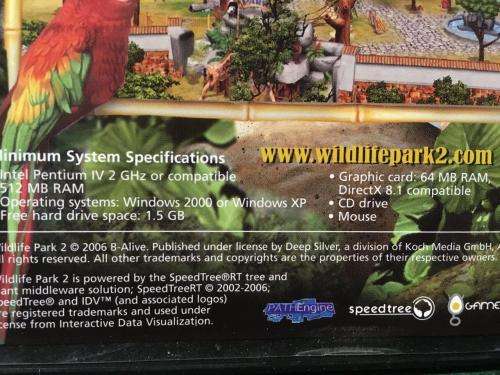 Minimum System Specifications
Intel Pentium IV 2 GHz or compatible
512 MB RAM
Operating systems: Windows 2000 or Windows XP
Free hard drive space: 1.5 GB
www.wildlifepark2.com
• Graphic card: 64 MB RAM,
DirectX 8.1 compatible
• CD drive
• Mouse
Wildlife Park 2 © 2006 B-Alive. Published under license by Deep Silver, a division of Koch Media GmbH, A
All rights reserved. All other trademarks and copyrights are the properties of their respective owners.
Wildlife Park 2 is powered by the SpeedTree®RT tree and
plant middleware solution; SpeedTreeRT © 2002-2006;
SpeedTree® and IDV™ (and associated logos)
are registered trademarks and used under
license from Interactive Data Visualization.
PATHEngine
speedtree
GAME